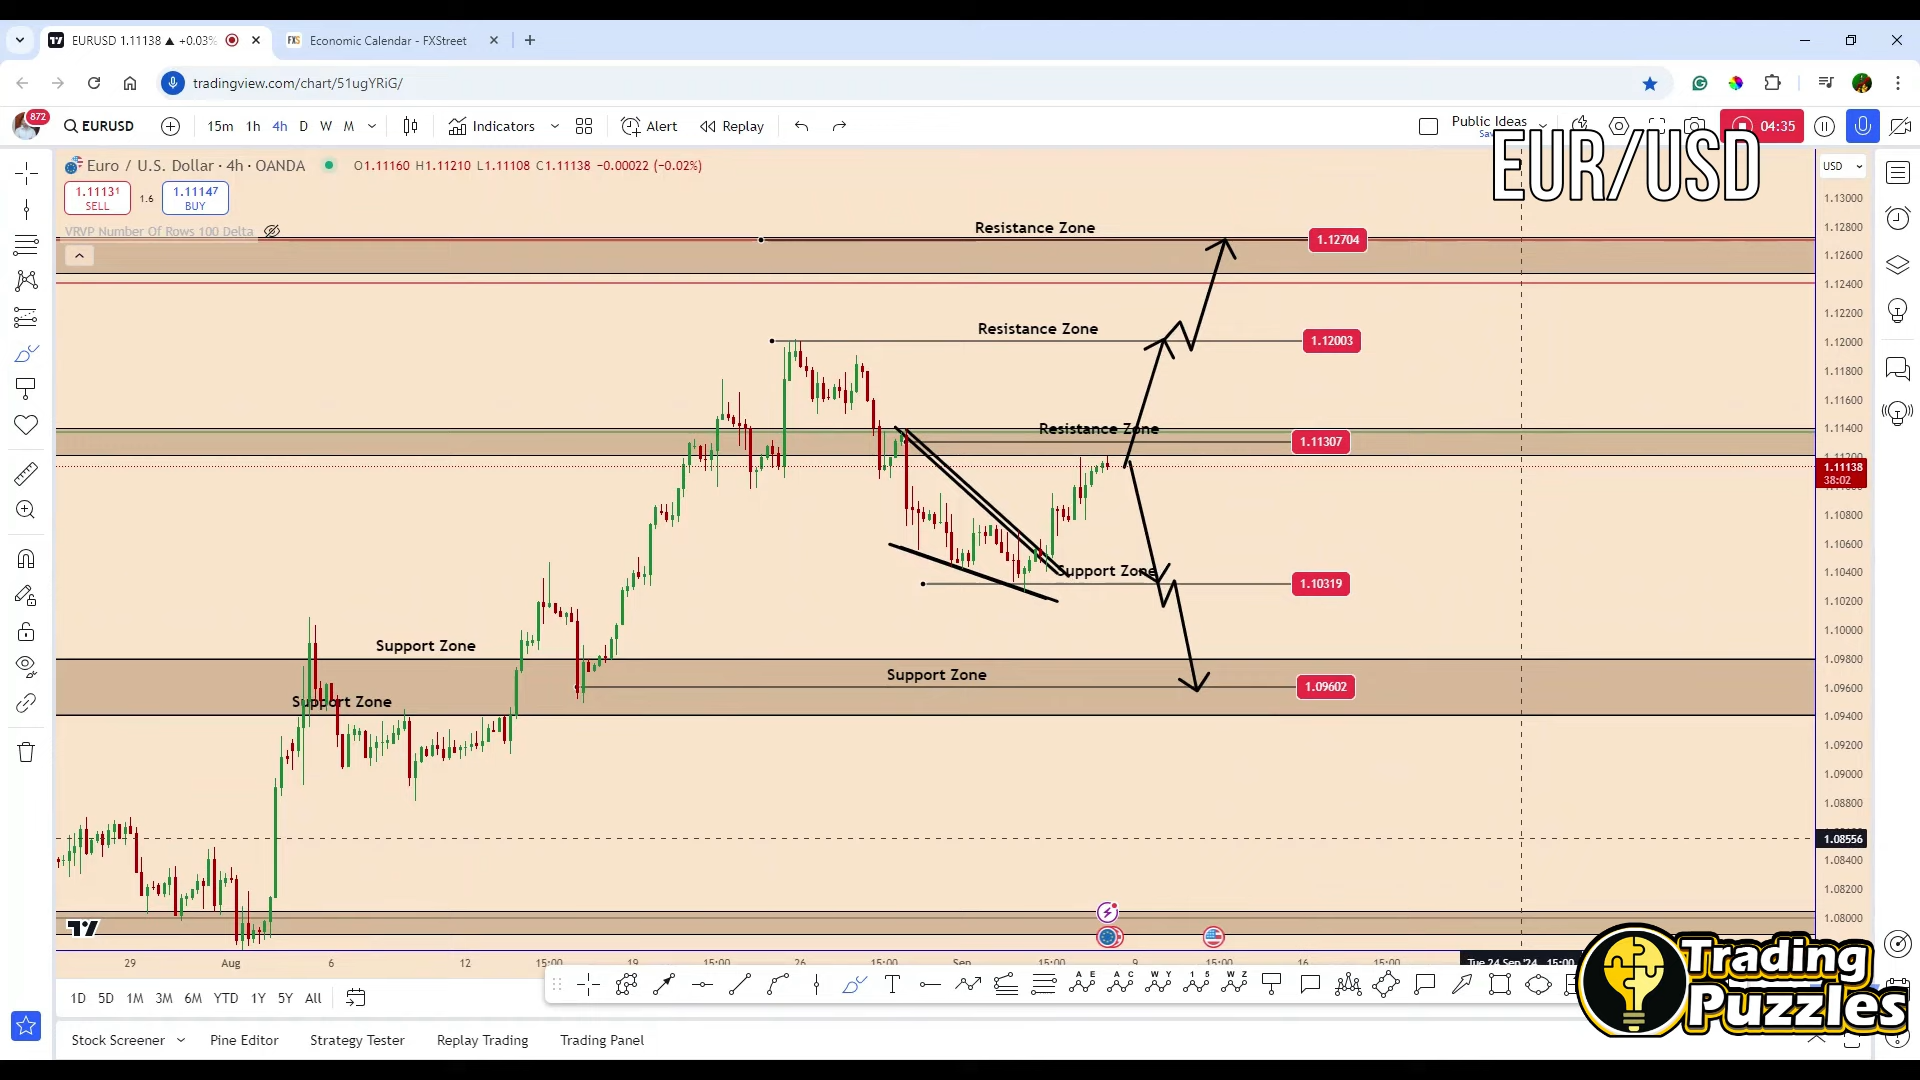 EURUSD 1.11138 ▲ +0.03%
Economic Calendar - FXStreet
tradingview.com/chart/51ugYRiG/
872
EURUSD
15m 1h 4h D W M
Indicators
Alert
Replay
Public Ideas
04:35
EUR/USD
Euro / U.S. Dollar · 4h · OANDA
O1.11160 H1.11210 L1.11108 C1.11138 −0.00022 (−0.02%)
USD
1.11131
SELL
1.6
1.11147
BUY
VRVP Number Of Rows 100 Delta
Resistance Zone
1.12704
Resistance Zone
1.12003
Resistance Zone
1.11307
Support Zone
1.10319
Support Zone
Support Zone
1.09602
Support Zone
1.13000
1.12800
1.12600
1.12400
1.12200
1.12000
1.11800
1.11600
1.11400
1.11138
38:02
1.10800
1.10600
1.10400
1.10200
1.10000
1.09800
1.09600
1.09400
1.09200
1.09000
1.08800
1.08556
1.08400
1.08200
1.08000
29 Aug 6 12 15:00 19 15:00 26 15:00 Sep 15:00 9 15:00 16 15:00 Tue 24 Sep '24 15:00
1D 5D 1M 3M 6M YTD 1Y 5Y All
Trading
Puzzles
Stock Screener
Pine Editor
Strategy Tester
Replay Trading
Trading Panel